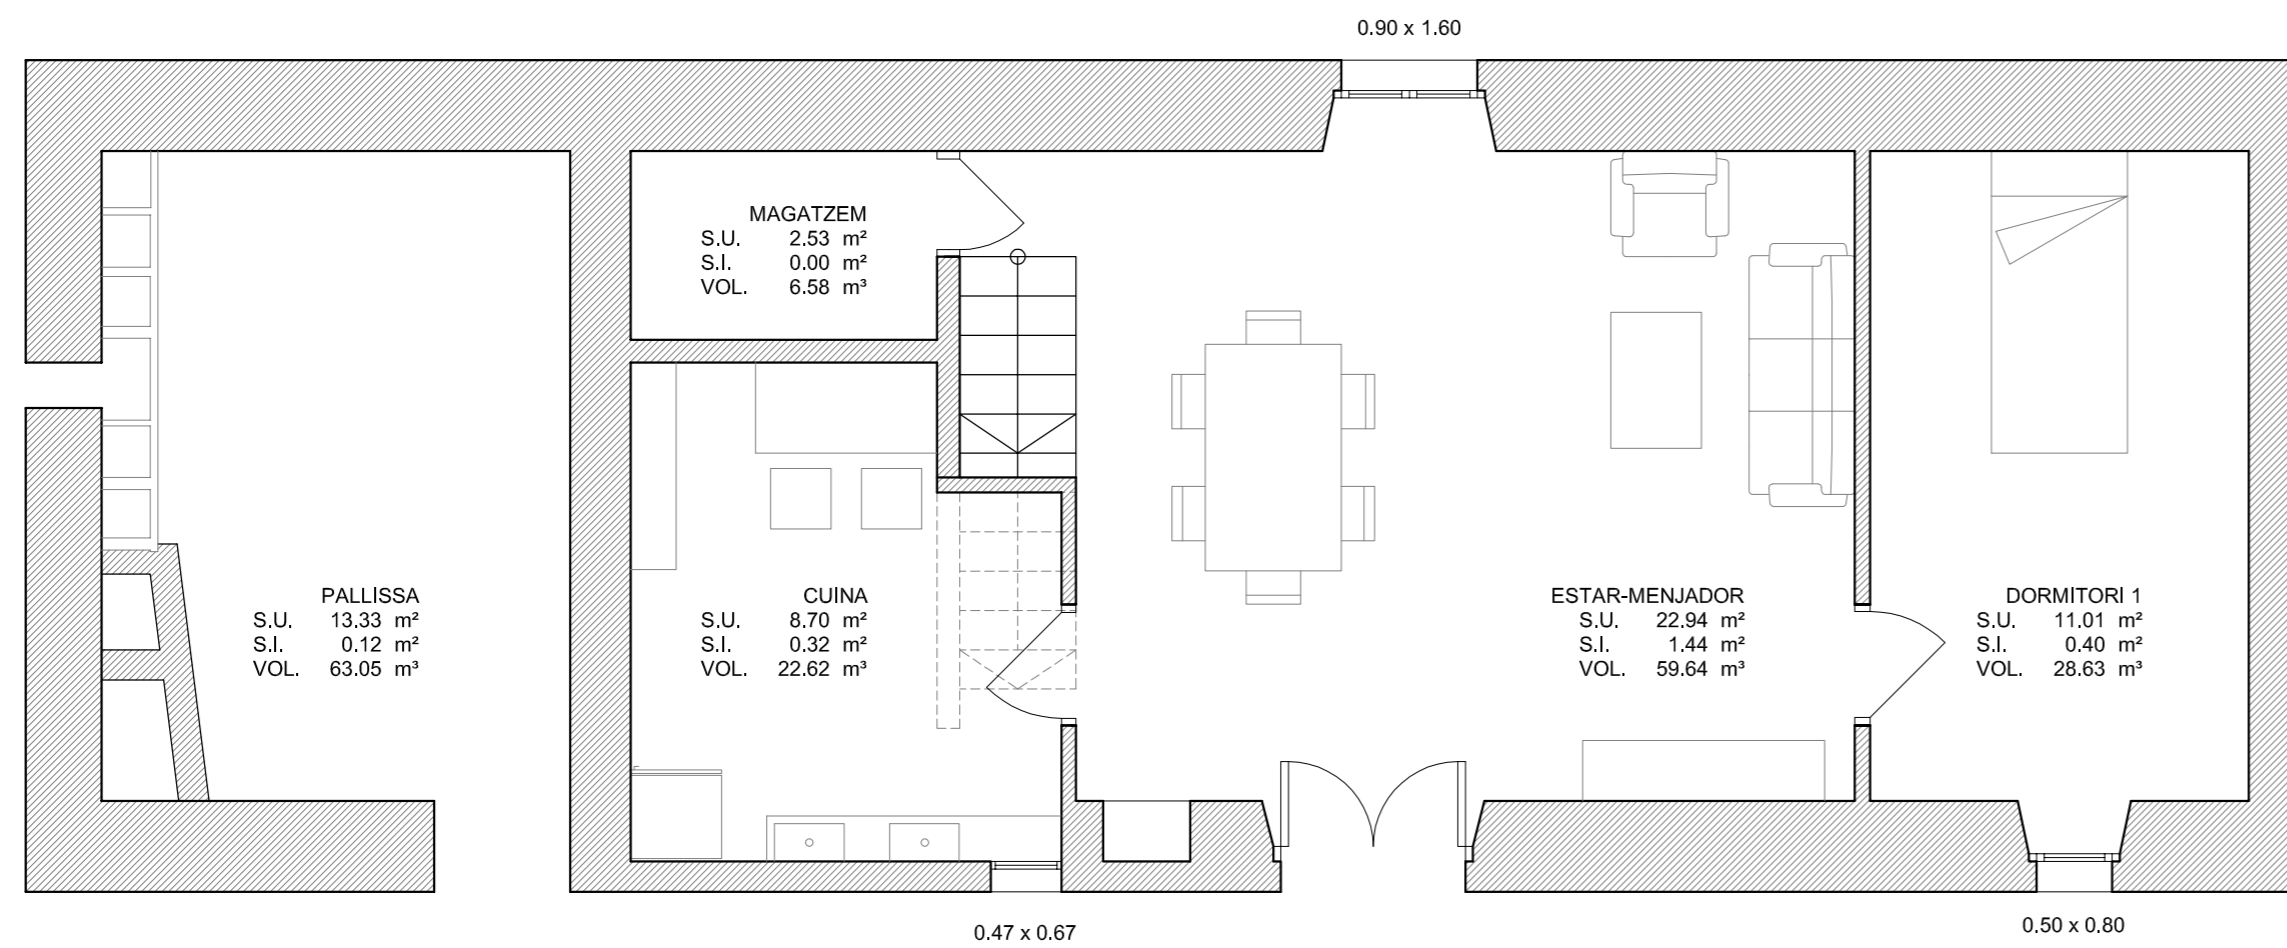 0.90 x 1.60
MAGATZEM
S.U. 2.53 m²
S.I. 0.00 m²
VOL. 6.58 m³
PALLISSA
S.U. 13.33 m²
S.I. 0.12 m²
VOL. 63.05 m³
CUINA
S.U. 8.70 m²
S.I. 0.32 m²
VOL. 22.62 m³
ESTAR-MENJADOR
S.U. 22.94 m²
S.I. 1.44 m²
VOL. 59.64 m³
DORMITORI 1
S.U. 11.01 m²
S.I. 0.40 m²
VOL. 28.63 m³
0.47 x 0.67
0.50 x 0.80